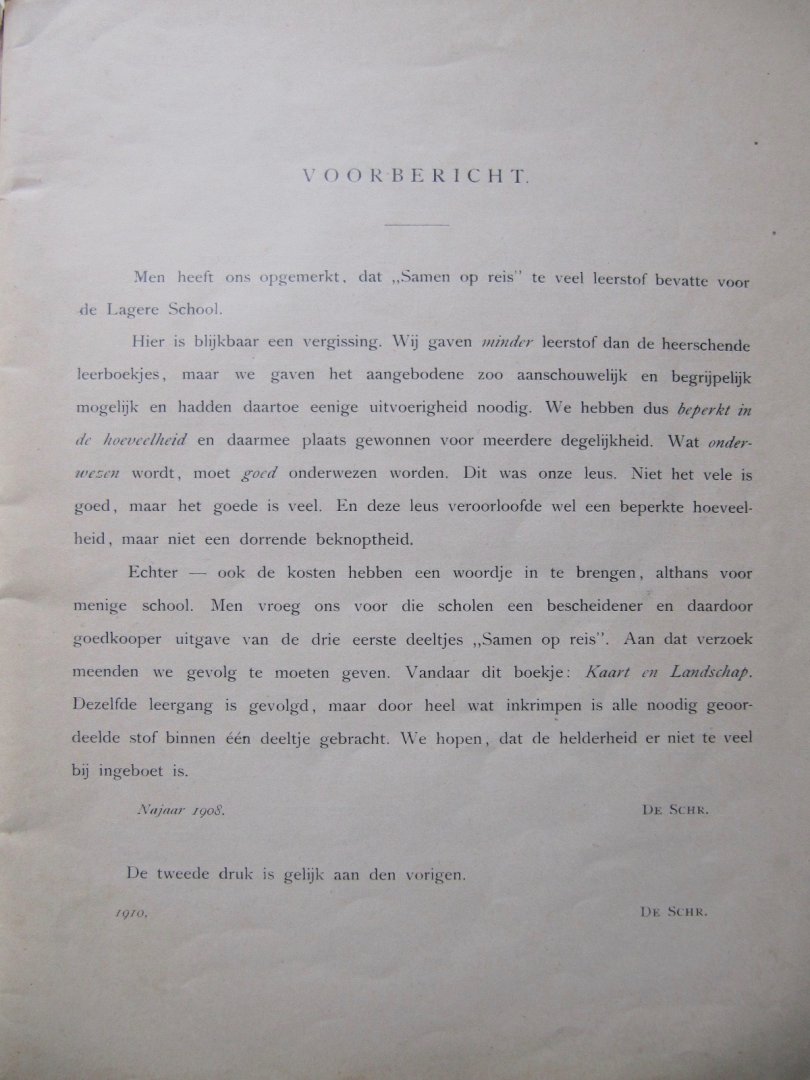 VOORBERICHT.
Men heeft ons opgemerkt, dat „Samen op reis" te veel leerstof bevatte voor
de Lagere School.
Hier is blijkbaar een vergissing. Wij gaven minder leerstof dan de heerschende
leerboekjes, maar we gaven het aangebodene zoo aanschouwelijk en begrijpelijk
mogelijk en hadden daartoe eenige uitvoerigheid noodig. We hebben dus beperkt in
de hoeveelheid en daarmee plaats gewonnen voor meerdere degelijkheid. Wat onder-
wezen wordt, moet goed onderwezen worden. Dit was onze leus. Niet het vele is
goed, maar het goede is veel. En deze leus veroorloofde wel een beperkte hoeveel-
heid, maar niet een dorrende beknoptheid.
Echter — ook de kosten hebben een woordje in te brengen, althans voor
menige school. Men vroeg ons voor die scholen een bescheidener en daardoor
goedkooper uitgave van de drie eerste deeltjes „Samen op reis". Aan dat verzoek
meenden we gevolg te moeten geven. Vandaar dit boekje: Kaart en Landschap.
Dezelfde leergang is gevolgd, maar door heel wat inkrimpen is alle noodig geoor-
deelde stof binnen één deeltje gebracht. We hopen, dat de helderheid er niet te veel
bij ingeboet is.
Najaar 1908. DE SCHR.
De tweede druk is gelijk aan den vorigen.
1910. DE SCHR.